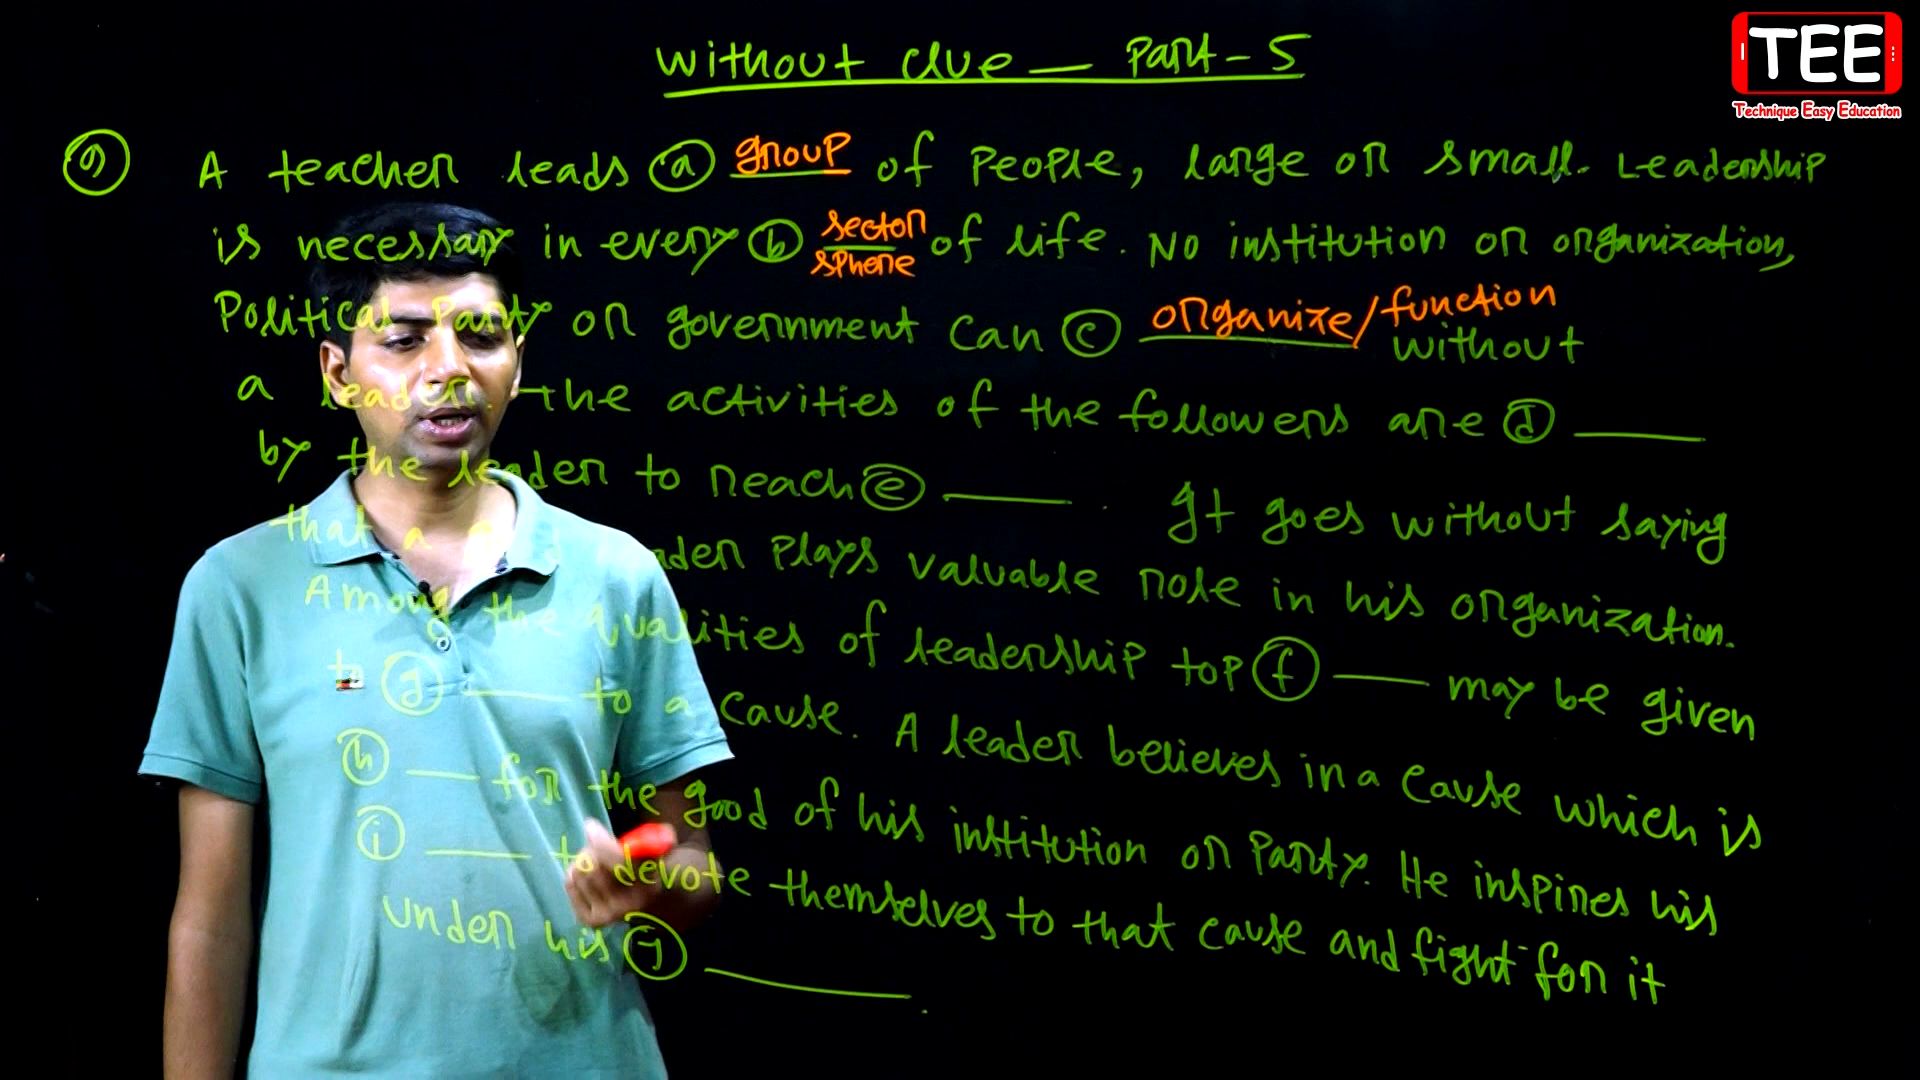 TEE
Technique Easy Education
Without clue — Part - 5
A teacher leads (a) group of people, large or small. Leadership
is necessary in every (b) sector sphere of life. No institution or organization,
Political Party or government can (c) organize/function without
a leader. The activities of the followers are (d) ____
by the leader to reach (e) ____. It goes without saying
that a leader plays valuable role in his organization.
Among the qualities of leadership top (f) ____ may be given
to (g) ____ to a cause. A leader believes in a cause which is
(h) ____ for the good of his institution or Party. He inspires his
(i) ____ to devote themselves to that cause and fight for it
under his (j) ____.